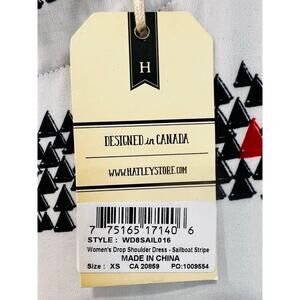 H
DESIGNED in CANADA
WWW.HATLEYSTORE.COM
7 75165 17140 6
STYLE : WD8SAIL016
Women's Drop Shoulder Dress - Sailboat Stripe
MADE IN CHINA
Size : XS CA 20859 PO:1009554